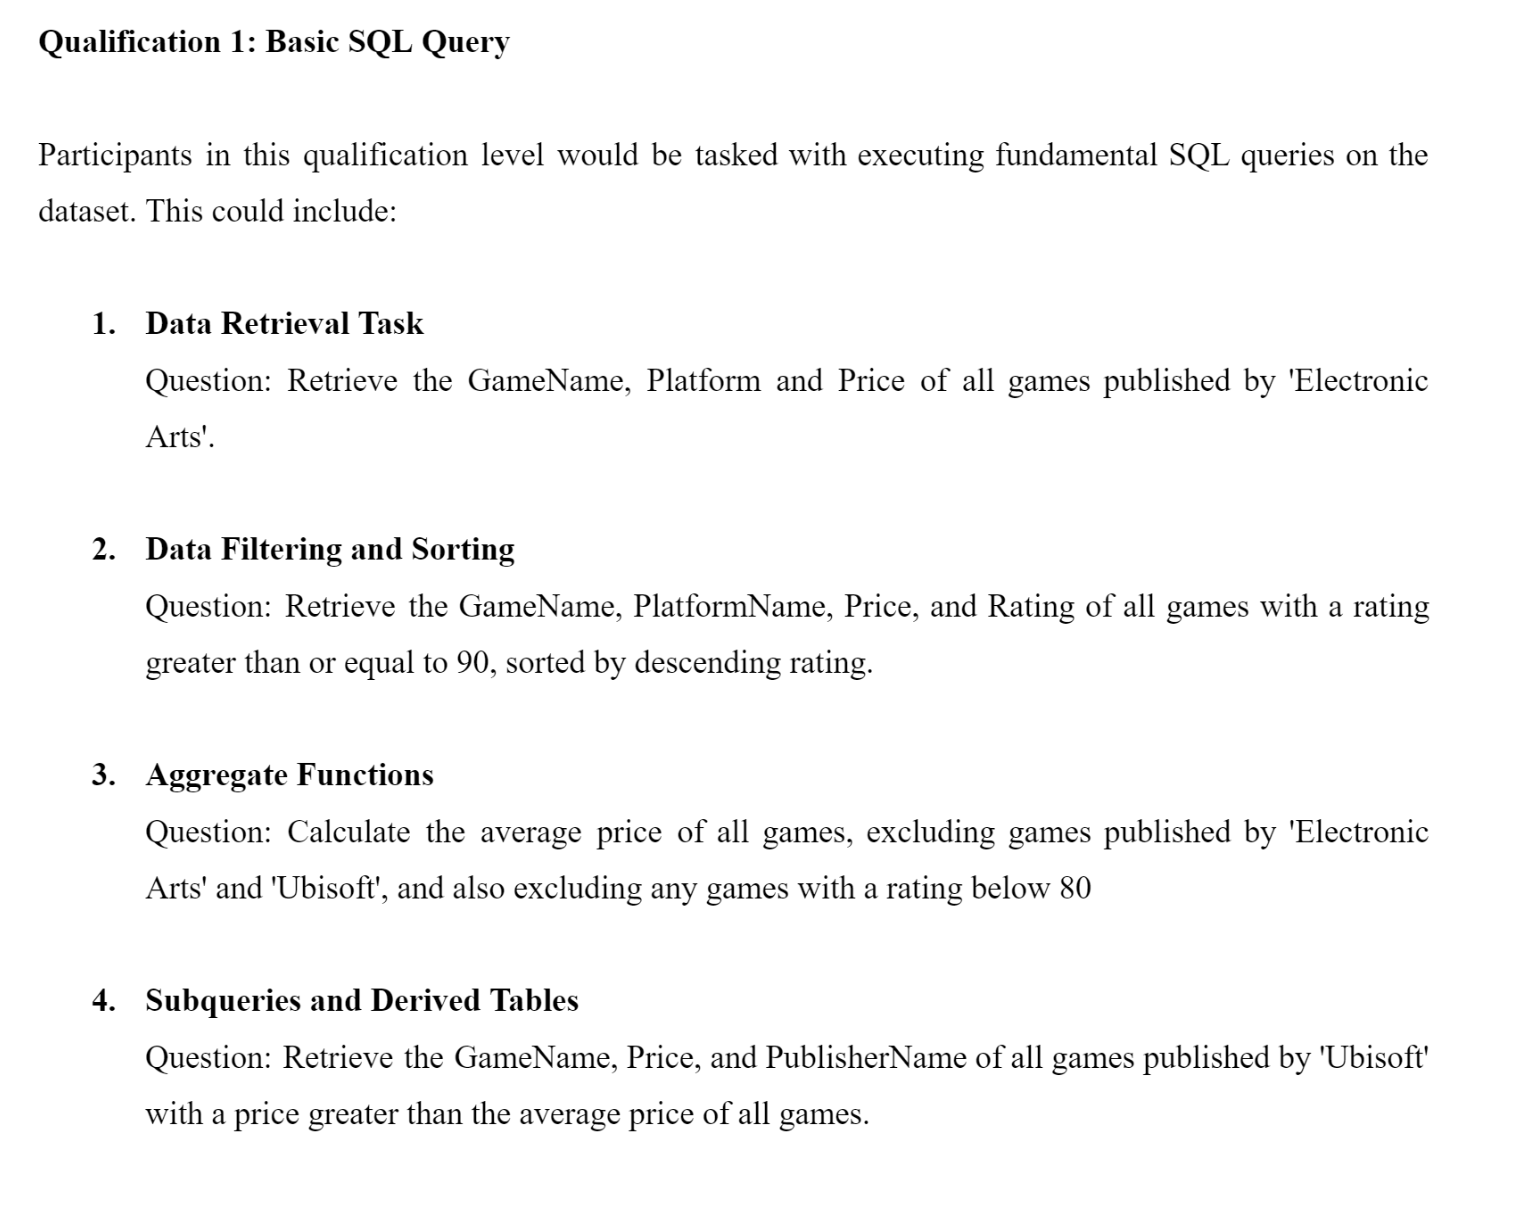 Qualification 1: Basic SQL Query
Participants in this qualification level would be tasked with executing fundamental SQL queries on the
dataset. This could include:
1. Data Retrieval Task
Question: Retrieve the GameName, Platform and Price of all games published by 'Electronic
Arts'.
2. Data Filtering and Sorting
Question: Retrieve the GameName, PlatformName, Price, and Rating of all games with a rating
greater than or equal to 90, sorted by descending rating.
3. Aggregate Functions
Question: Calculate the average price of all games, excluding games published by 'Electronic
Arts' and 'Ubisoft', and also excluding any games with a rating below 80
4. Subqueries and Derived Tables
Question: Retrieve the GameName, Price, and PublisherName of all games published by 'Ubisoft'
with a price greater than the average price of all games.